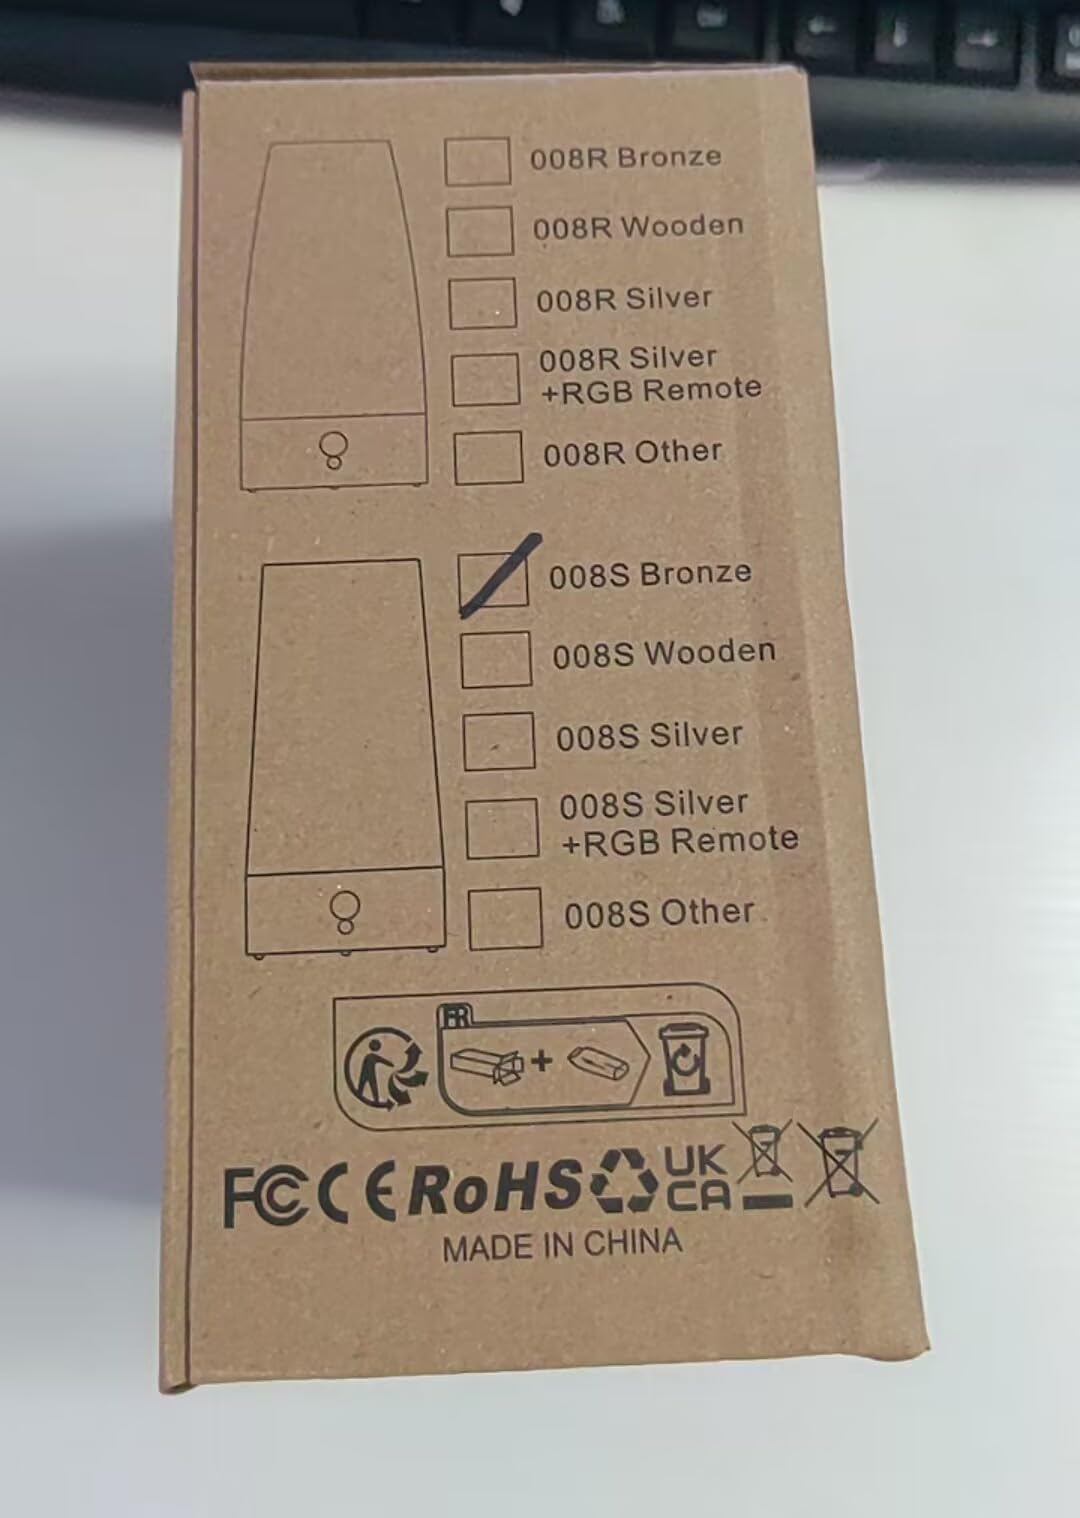 008R Bronze
008R Wooden
008R Silver
008R Silver
+RGB Remote
008R Other
008S Bronze
008S Wooden
008S Silver
008S Silver
+RGB Remote
008S Other
FR
+
FC CE RoHS UK
CA
MADE IN CHINA